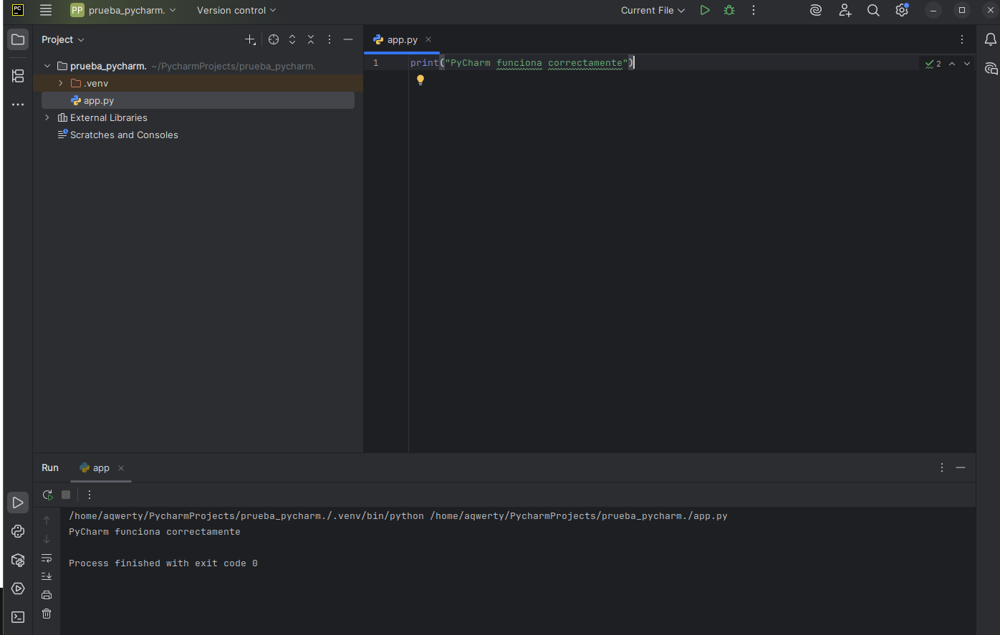 PC
PP prueba_pycharm. Version control Current File
Project
app.py
prueba_pycharm. ~/PycharmProjects/prueba_pycharm.
.venv
app.py
External Libraries
Scratches and Consoles
1 print("PyCharm funciona correctamente")
2
Run app
/home/aqwerty/PycharmProjects/prueba_pycharm./.venv/bin/python /home/aqwerty/PycharmProjects/prueba_pycharm./app.py
PyCharm funciona correctamente
Process finished with exit code 0